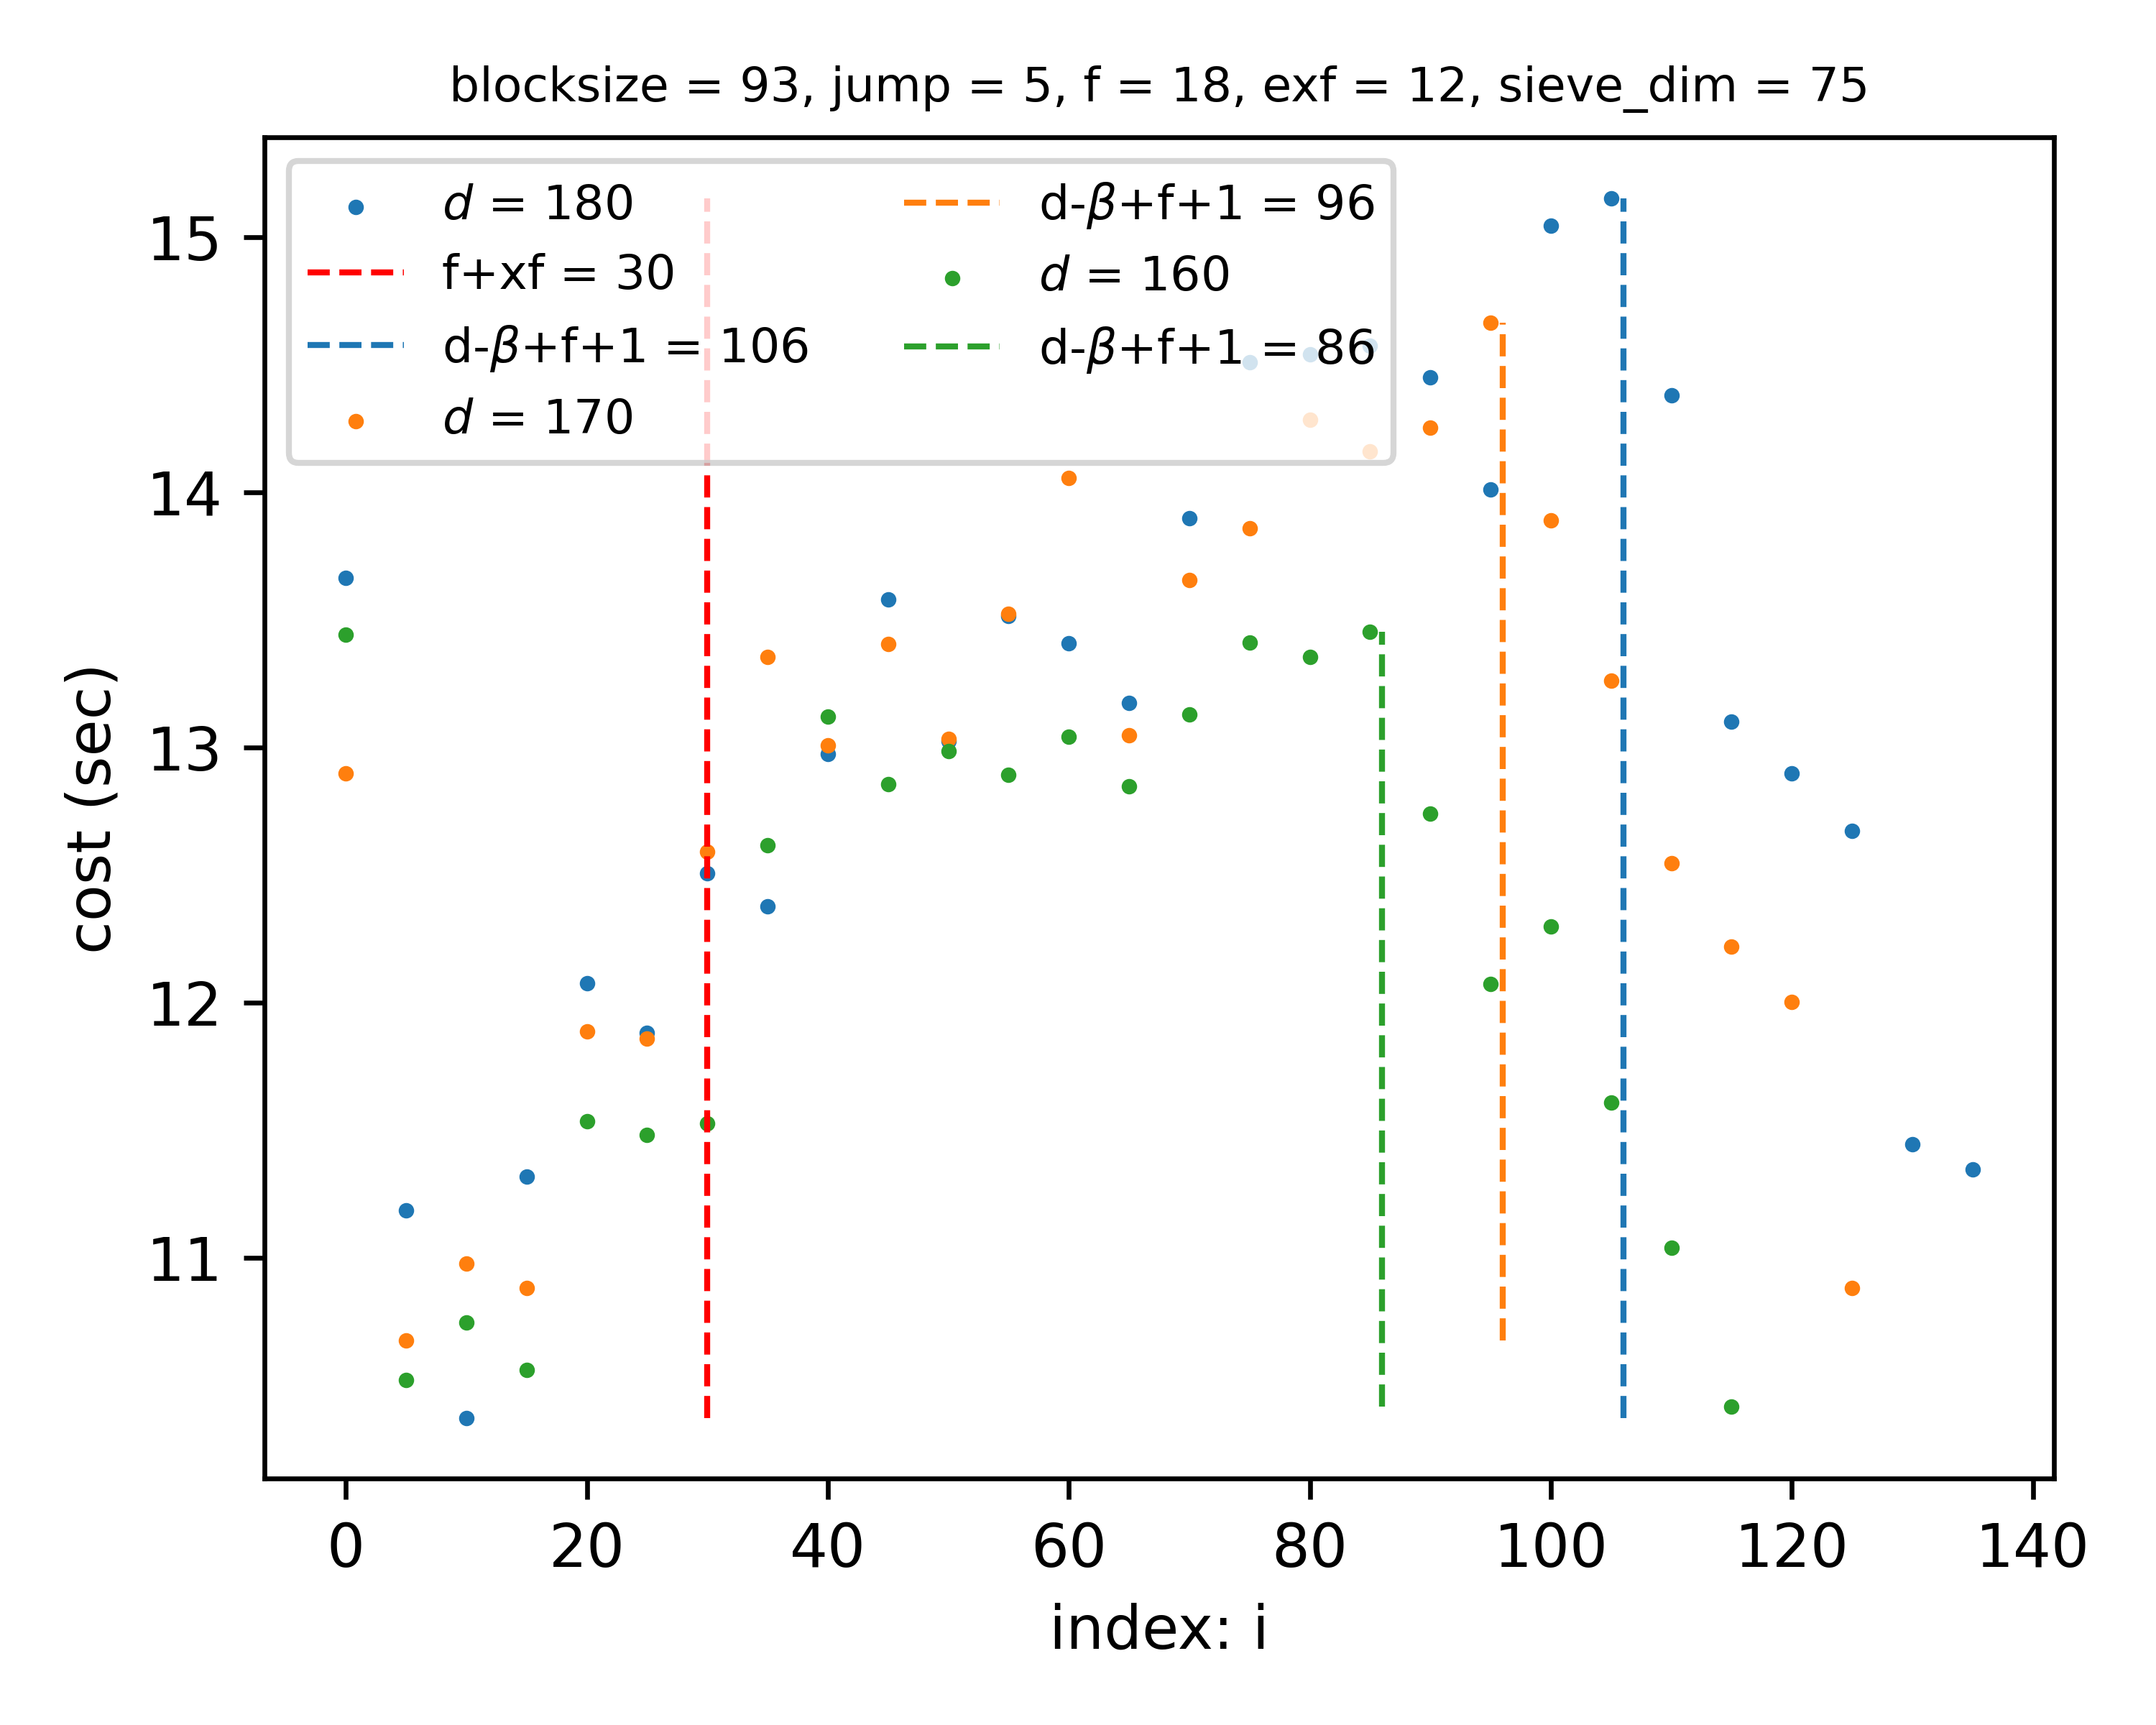 blocksize = 93, jump = 5, f = 18, exf = 12, sieve_dim = 75
d = 180
f+xf = 30
d-β+f+1 = 106
d = 170
d-β+f+1 = 96
d = 160
d-β+f+1 = 86
15
14
13
12
11
cost (sec)
0 20 40 60 80 100 120 140
index: i